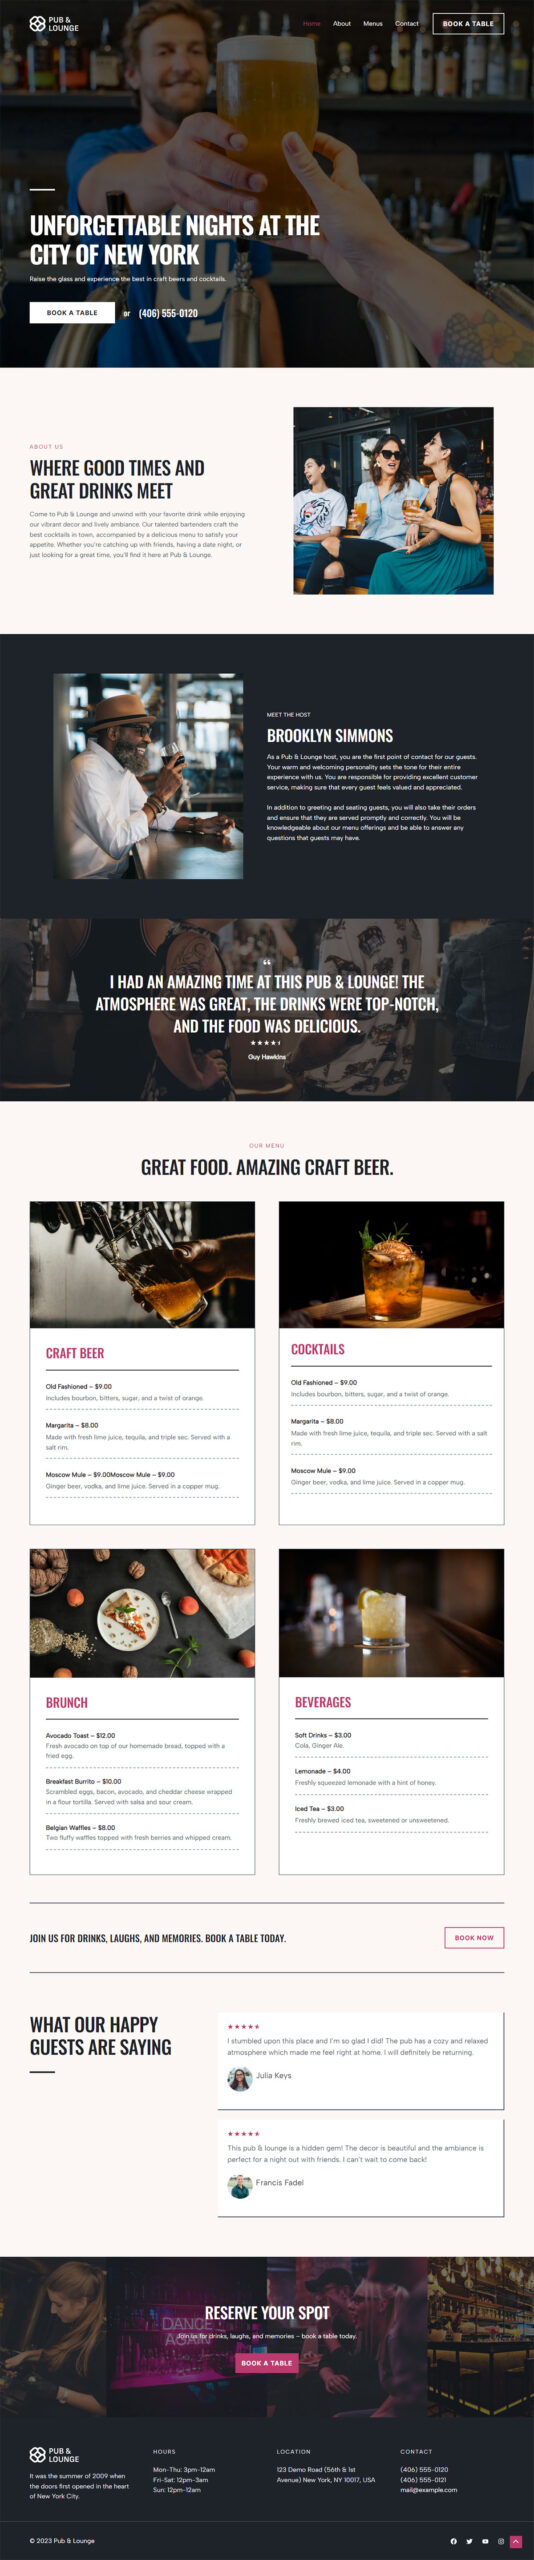 PUB &
LOUNGE
Home About Menus Contact BOOK A TABLE
UNFORGETTABLE NIGHTS AT THE
CITY OF NEW YORK
Raise the glass and experience the best in craft beers and cocktails.
BOOK A TABLE or (406) 555-0120
ABOUT US
WHERE GOOD TIMES AND
GREAT DRINKS MEET
Come to Pub & Lounge and unwind with your favorite drink while enjoying
our vibrant decor and lively ambiance. Our talented bartenders craft the
best cocktails in town, accompanied by a delicious menu to satisfy your
appetite. Whether you're catching up with friends, having a date night, or
just looking for a great time, you'll find it here at Pub & Lounge.
MEET THE HOST
BROOKLYN SIMMONS
As a Pub & Lounge host, you are the first point of contact for our guests.
Your warm and welcoming personality sets the tone for their entire
experience with us. You are responsible for providing excellent customer
service, making sure that every guest feels valued and appreciated.
In addition to greeting and seating guests, you will also take their orders
and ensure that they are served promptly and correctly. You will be
knowledgeable about our menu offerings and be able to answer any
questions that guests may have.
“
I HAD AN AMAZING TIME AT THIS PUB & LOUNGE! THE
ATMOSPHERE WAS GREAT, THE DRINKS WERE TOP-NOTCH,
AND THE FOOD WAS DELICIOUS.
Guy Hawkins
OUR MENU
GREAT FOOD. AMAZING CRAFT BEER.
CRAFT BEER
Old Fashioned – $9.00
Includes bourbon, bitters, sugar, and a twist of orange.
Margarita – $8.00
Made with fresh lime juice, tequila, and triple sec. Served with a
salt rim.
Moscow Mule – $9.00Moscow Mule – $9.00
Ginger beer, vodka, and lime juice. Served in a copper mug.
COCKTAILS
Old Fashioned – $9.00
Includes bourbon, bitters, sugar, and a twist of orange.
Margarita – $8.00
Made with fresh lime juice, tequila, and triple sec. Served with a salt
rim.
Moscow Mule – $9.00
Ginger beer, vodka, and lime juice. Served in a copper mug.
BRUNCH
Avocado Toast – $12.00
Fresh avocado on top of our homemade bread, topped with a
fried egg.
Breakfast Burrito – $10.00
Scrambled eggs, bacon, avocado, and cheddar cheese wrapped
in a flour tortilla. Served with salsa and sour cream.
Belgian Waffles – $8.00
Two fluffy waffles topped with fresh berries and whipped cream.
BEVERAGES
Soft Drinks – $3.00
Cola, Ginger Ale.
Lemonade – $4.00
Freshly squeezed lemonade with a hint of honey.
Iced Tea – $3.00
Freshly brewed iced tea, sweetened or unsweetened.
JOIN US FOR DRINKS, LAUGHS, AND MEMORIES. BOOK A TABLE TODAY. BOOK NOW
WHAT OUR HAPPY
GUESTS ARE SAYING
I stumbled upon this place and I'm so glad I did! The pub has a cozy and relaxed
atmosphere which made me feel right at home. I will definitely be returning.
Julia Keys
This pub & lounge is a hidden gem! The decor is beautiful and the ambiance is
perfect for a night out with friends. I can't wait to come back!
Francis Fadel
DANCE
AGAIN
RESERVE YOUR SPOT
Join us for drinks, laughs, and memories – book a table today.
BOOK A TABLE
PUB &
LOUNGE
It was the summer of 2009 when
the doors first opened in the heart
of New York City.
HOURS
Mon-Thu: 3pm-12am
Fri-Sat: 12pm-3am
Sun: 12pm-12am
LOCATION
123 Demo Road (56th & 1st
Avenue) New York, NY 10017, USA
CONTACT
(406) 555-0120
(406) 555-0121
mail@example.com
© 2023 Pub & Lounge